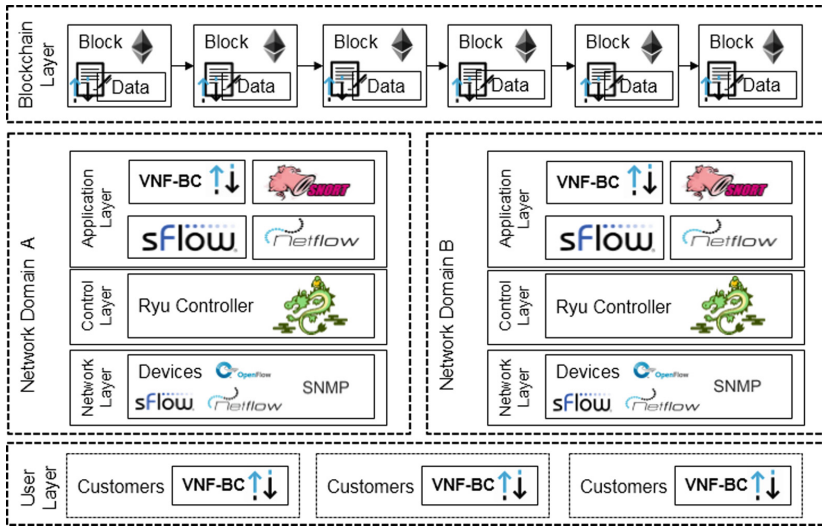 Blockchain
Layer
Block
Data
Block
Data
Block
Data
Block
Data
Block
Data
Block
Data
Network Domain A
Application
Layer
VNF-BC
SNORT
sFlow
netflow
Control
Layer
Ryu Controller
Network
Layer
Devices
OpenFlow
SNMP
sFlow
netflow
Network Domain B
Application
Layer
VNF-BC
SNORT
sFlow
netflow
Control
Layer
Ryu Controller
Network
Layer
Devices
OpenFlow
SNMP
sFlow
netflow
User
Layer
Customers
VNF-BC
Customers
VNF-BC
Customers
VNF-BC